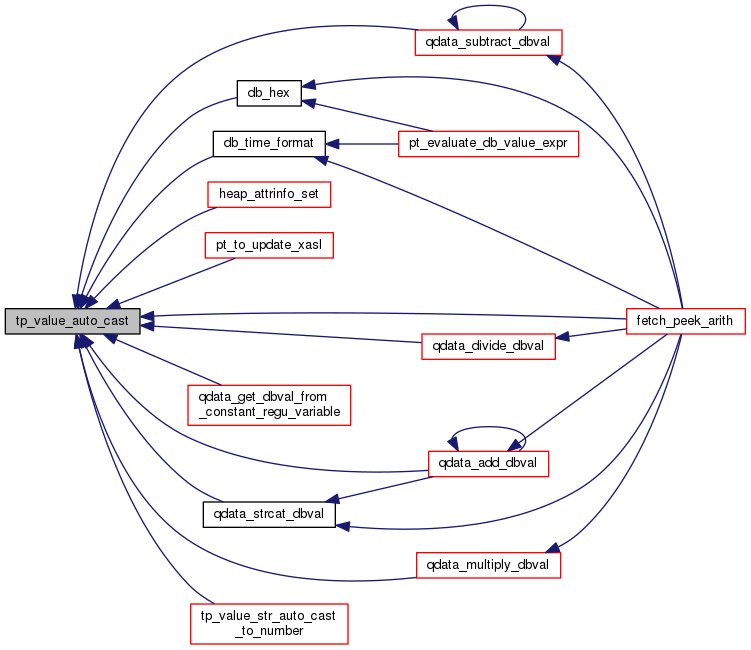 qdata_subtract_dbval
db_hex
db_time_format
pt_evaluate_db_value_expr
heap_attrinfo_set
pt_to_update_xasl
tp_value_auto_cast
fetch_peek_arith
qdata_divide_dbval
qdata_get_dbval_from
_constant_regu_variable
qdata_add_dbval
qdata_strcat_dbval
qdata_multiply_dbval
tp_value_str_auto_cast
_to_number